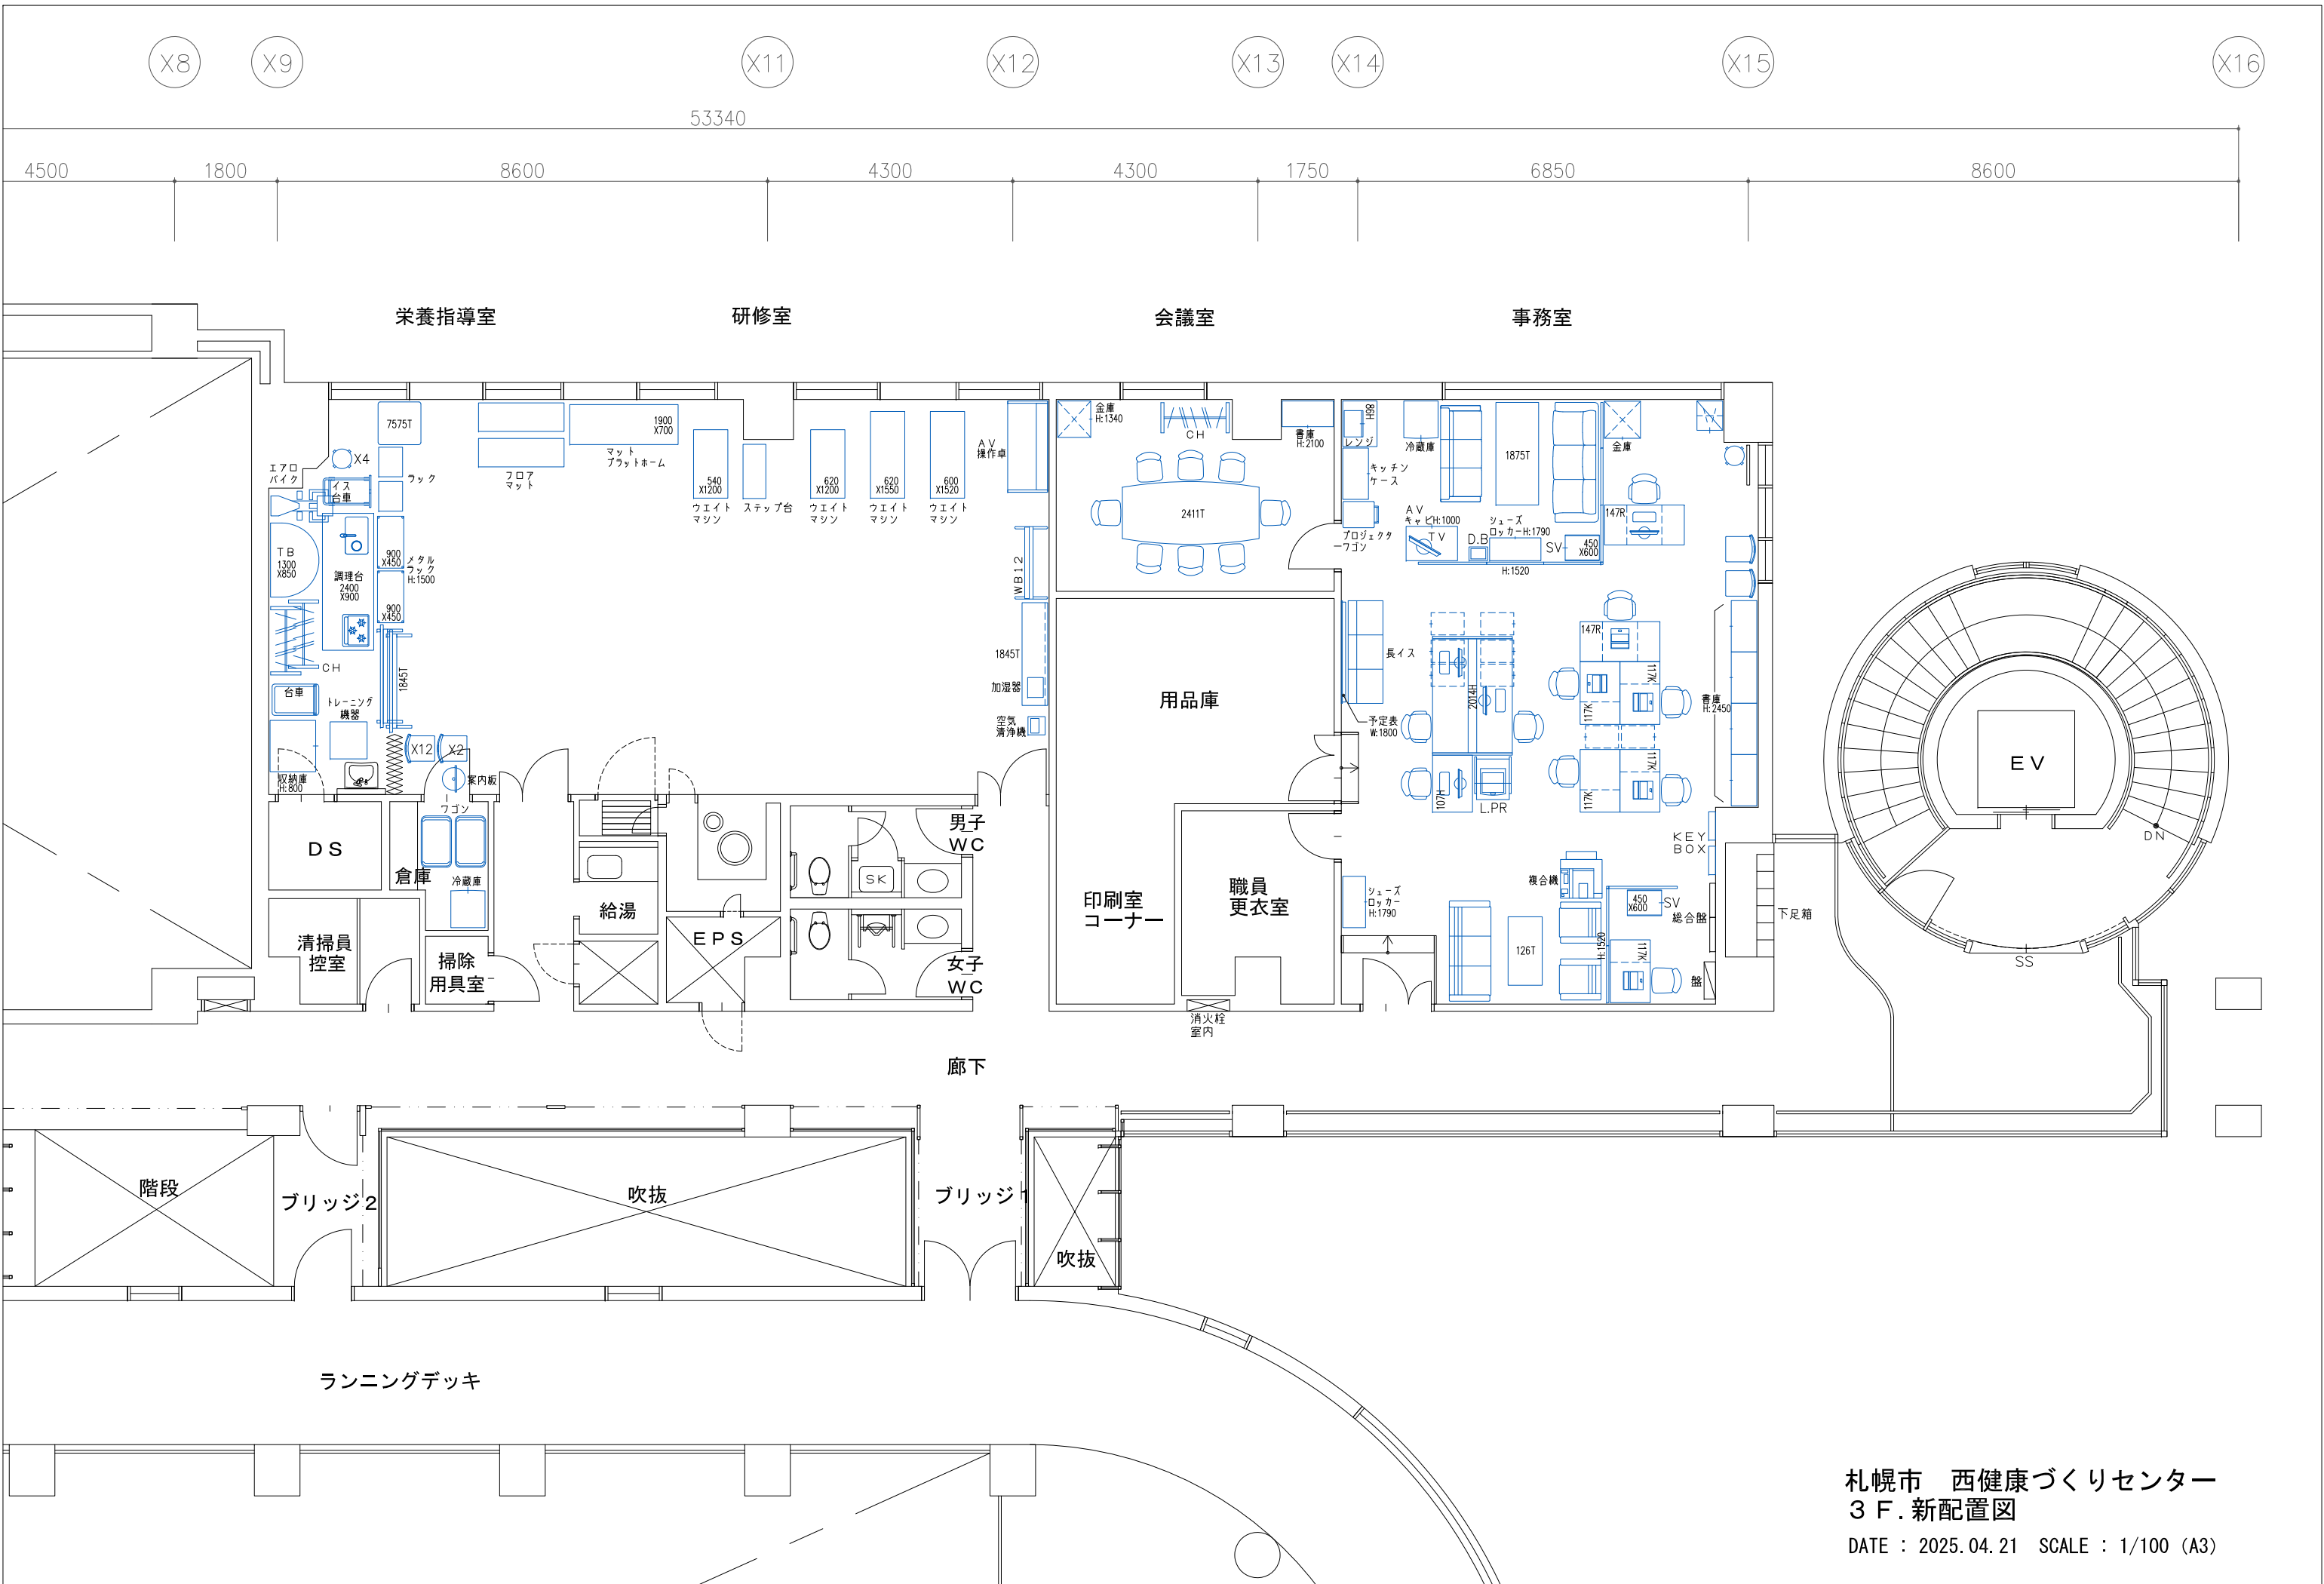 X8
X9
X11
X12
X13
X14
X15
X16
53340
4500
1800
8600
4300
4300
1750
6850
8600
栄養指導室
研修室
会議室
事務室
7575T
X4
エアロ
バイク
イス
台車
ラック
フロア
マット
1900
X700
マット
プラットホーム
540
X1200
ウエイト
マシン
ステップ台
620
X1200
ウエイト
マシン
620
X1550
ウエイト
マシン
600
X1520
ウエイト
マシン
AV
操作卓
TB
1300
X850
調理台
2400
X900
900
X450
メタル
ラック
H:1500
900
X450
CH
1845T
台車
トレーニング
機器
X12
X2
収納庫
H:800
案内板
WB12
1845T
加湿器
空気
清浄機
金庫
H:1340
CH
書庫
H:2100
2411T
H98
レンジ
冷蔵庫
キッチン
ケース
プロジェクタ
ーワゴン
1875T
金庫
AV
キャビH:1000
TV
D.B
シューズ
ロッカーH:1790
SV
450
X600
H:1520
147R
147R
117K
117K
117K
117K
長イス
予定表
W:1800
2014H
107H
L.PR
書庫
H:2450
用品庫
KEY
BOX
複合機
シューズ
ロッカー
H:1790
126T
H:1520
450
X600
SV
総合盤
117K
盤
下足箱
EV
DN
SS
DS
ワゴン
倉庫
冷蔵庫
清掃員
控室
掃除
用具室
給湯
EPS
SK
男子
WC
女子
WC
印刷室
コーナー
職員
更衣室
消火栓
室内
廊下
階段
ブリッジ2
吹抜
ブリッジ1
吹抜
ランニングデッキ
札幌市 西健康づくりセンター
3F.新配置図
DATE : 2025.04.21 SCALE : 1/100 (A3)